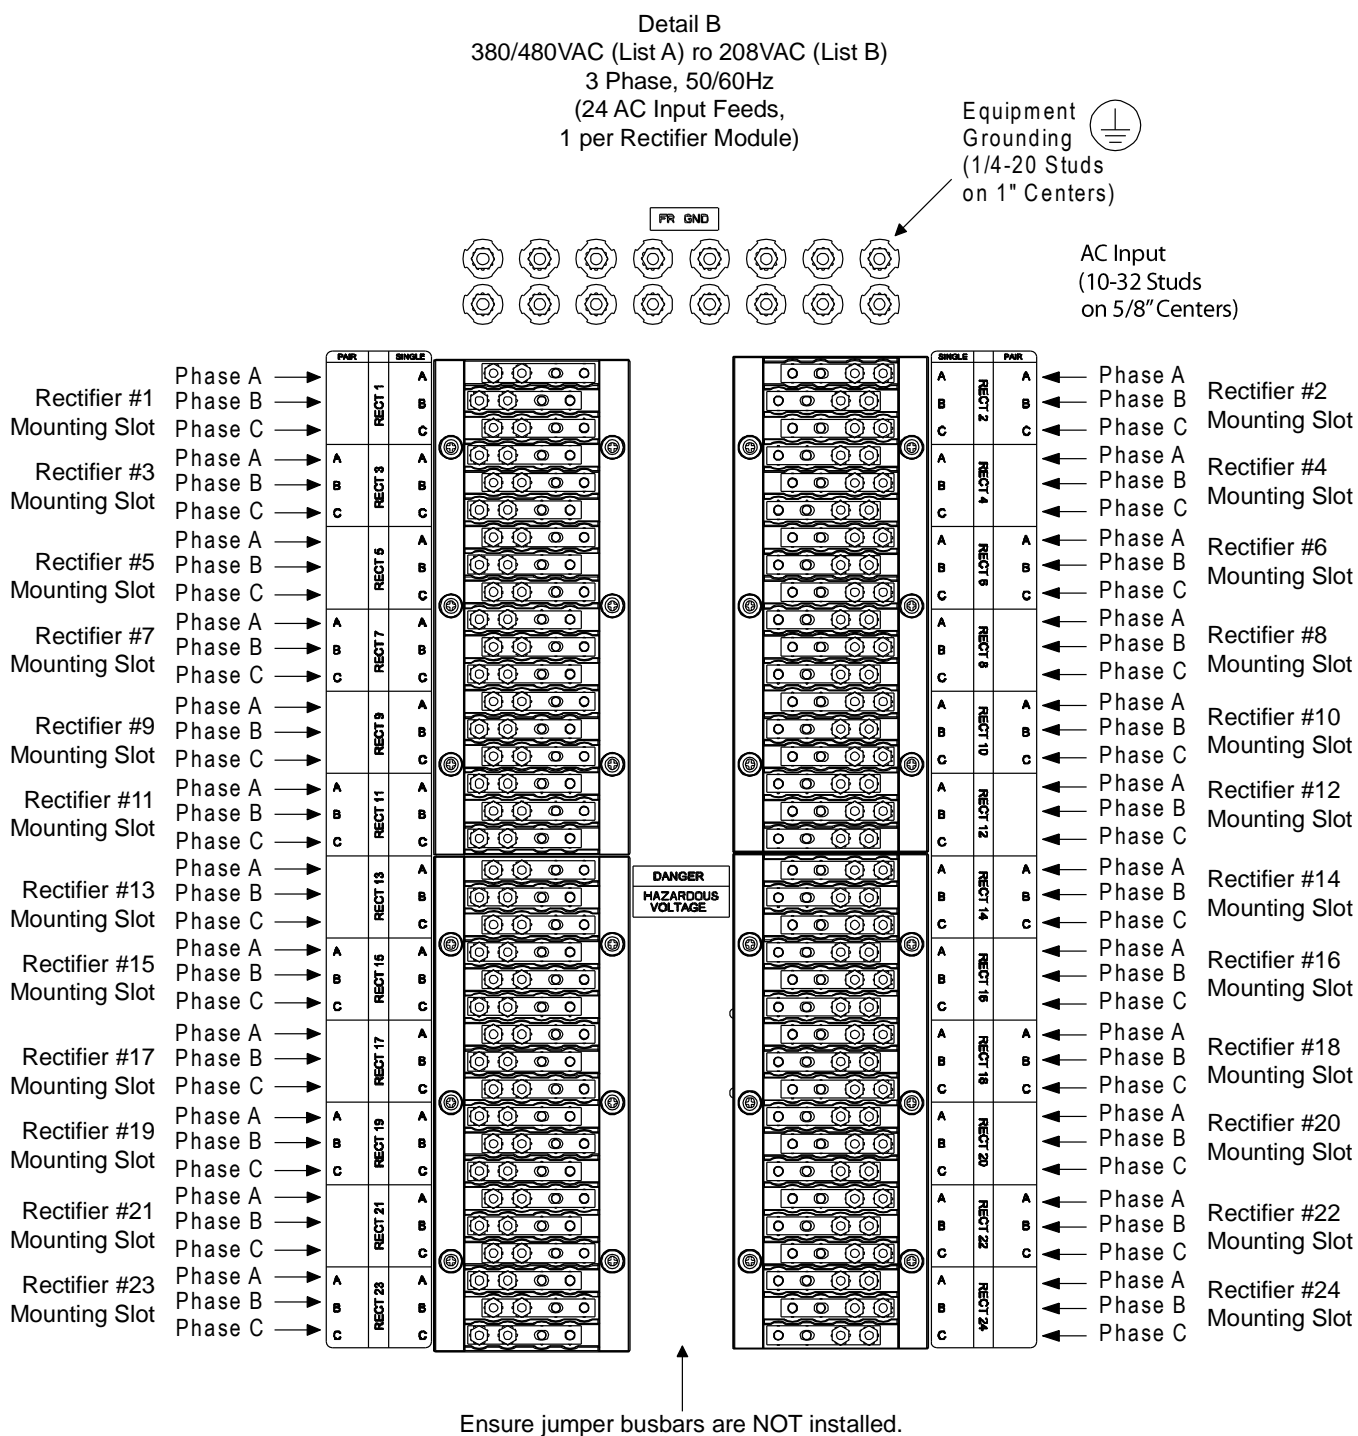 Detail B
380/480VAC (List A) ro 208VAC (List B)
3 Phase, 50/60Hz
(24 AC Input Feeds,
1 per Rectifier Module)
Equipment
Grounding
(1/4-20 Studs
on 1" Centers)
FR GND
AC Input
(10-32 Studs
on 5/8” Centers)
PAIR SINGLE
SINGLE PAIR
Rectifier #1
Mounting Slot
Phase A
Phase B
Phase C
RECT 1
A
B
C
A
B
C
RECT 2
A
B
C
Phase A
Phase B
Phase C
Rectifier #2
Mounting Slot
Rectifier #3
Mounting Slot
Phase A
Phase B
Phase C
A
B
C
RECT 3
A
B
C
A
B
C
RECT 4
Phase A
Phase B
Phase C
Rectifier #4
Mounting Slot
Rectifier #5
Mounting Slot
Phase A
Phase B
Phase C
RECT 5
A
B
C
A
B
C
RECT 6
A
B
C
Phase A
Phase B
Phase C
Rectifier #6
Mounting Slot
Rectifier #7
Mounting Slot
Phase A
Phase B
Phase C
A
B
C
RECT 7
A
B
C
A
B
C
RECT 8
Phase A
Phase B
Phase C
Rectifier #8
Mounting Slot
Rectifier #9
Mounting Slot
Phase A
Phase B
Phase C
RECT 9
A
B
C
A
B
C
RECT 10
A
B
C
Phase A
Phase B
Phase C
Rectifier #10
Mounting Slot
Rectifier #11
Mounting Slot
Phase A
Phase B
Phase C
A
B
C
RECT 11
A
B
C
A
B
C
RECT 12
Phase A
Phase B
Phase C
Rectifier #12
Mounting Slot
Rectifier #13
Mounting Slot
Phase A
Phase B
Phase C
RECT 13
A
B
C
DANGER
HAZARDOUS
VOLTAGE
A
B
C
RECT 14
A
B
C
Phase A
Phase B
Phase C
Rectifier #14
Mounting Slot
Rectifier #15
Mounting Slot
Phase A
Phase B
Phase C
A
B
C
RECT 15
A
B
C
A
B
C
RECT 16
Phase A
Phase B
Phase C
Rectifier #16
Mounting Slot
Rectifier #17
Mounting Slot
Phase A
Phase B
Phase C
RECT 17
A
B
C
A
B
C
RECT 18
A
B
C
Phase A
Phase B
Phase C
Rectifier #18
Mounting Slot
Rectifier #19
Mounting Slot
Phase A
Phase B
Phase C
A
B
C
RECT 19
A
B
C
A
B
C
RECT 20
Phase A
Phase B
Phase C
Rectifier #20
Mounting Slot
Rectifier #21
Mounting Slot
Phase A
Phase B
Phase C
RECT 21
A
B
C
A
B
C
RECT 22
A
B
C
Phase A
Phase B
Phase C
Rectifier #22
Mounting Slot
Rectifier #23
Mounting Slot
Phase A
Phase B
Phase C
A
B
C
RECT 23
A
B
C
A
B
C
RECT 24
Phase A
Phase B
Phase C
Rectifier #24
Mounting Slot
Ensure jumper busbars are NOT installed.